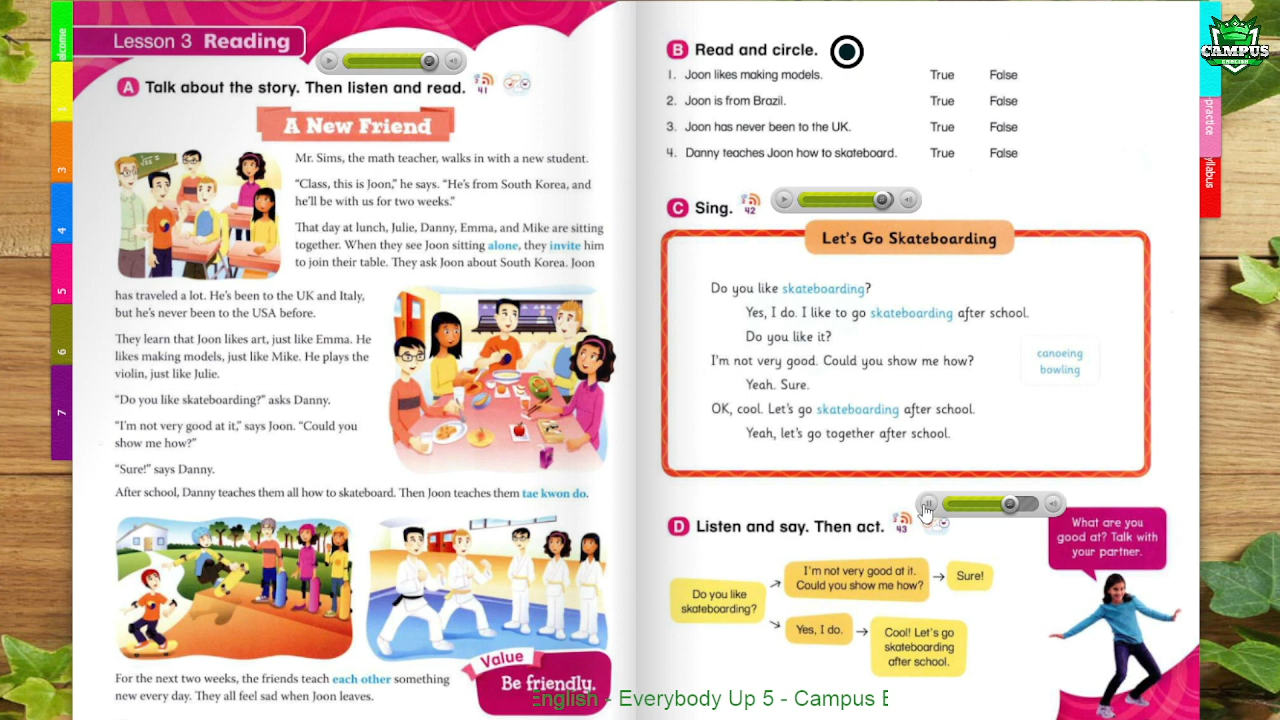 Lesson 3 Reading
A Talk about the story. Then listen and read.
41
A New Friend
Mr. Sims, the math teacher, walks in with a new student.
“Class, this is Joon,” he says. “He’s from South Korea, and
he’ll be with us for two weeks.”
That day at lunch, Julie, Danny, Emma, and Mike are sitting
together. When they see Joon sitting alone, they invite him
to join their table. They ask Joon about South Korea. Joon
has traveled a lot. He’s been to the UK and Italy,
but he’s never been to the USA before.
They learn that Joon likes art, just like Emma. He
likes making models, just like Mike. He plays the
violin, just like Julie.
“Do you like skateboarding?” asks Danny.
“I’m not very good at it,” says Joon. “Could you
show me how?”
“Sure!” says Danny.
After school, Danny teaches them all how to skateboard. Then Joon teaches them tae kwon do.
For the next two weeks, the friends teach each other something
new every day. They all feel sad when Joon leaves.
Value
Be friendly.
B Read and circle.
1. Joon likes making models. True False
2. Joon is from Brazil. True False
3. Joon has never been to the UK. True False
4. Danny teaches Joon how to skateboard. True False
C Sing.
42
Let’s Go Skateboarding
Do you like skateboarding?
Yes, I do. I like to go skateboarding after school.
Do you like it?
I’m not very good. Could you show me how?
Yeah. Sure.
OK, cool. Let’s go skateboarding after school.
Yeah, let’s go together after school.
canoeing
bowling
D Listen and say. Then act.
43
What are you
good at? Talk with
your partner.
Do you like
skateboarding?
I’m not very good at it.
Could you show me how?
Sure!
Yes, I do.
Cool! Let’s go
skateboarding
after school.
elcome
1
3
4
5
6
7
practice
yllabus
CAMPUS
ENGLISH
English - Everybody Up 5 - Campus E